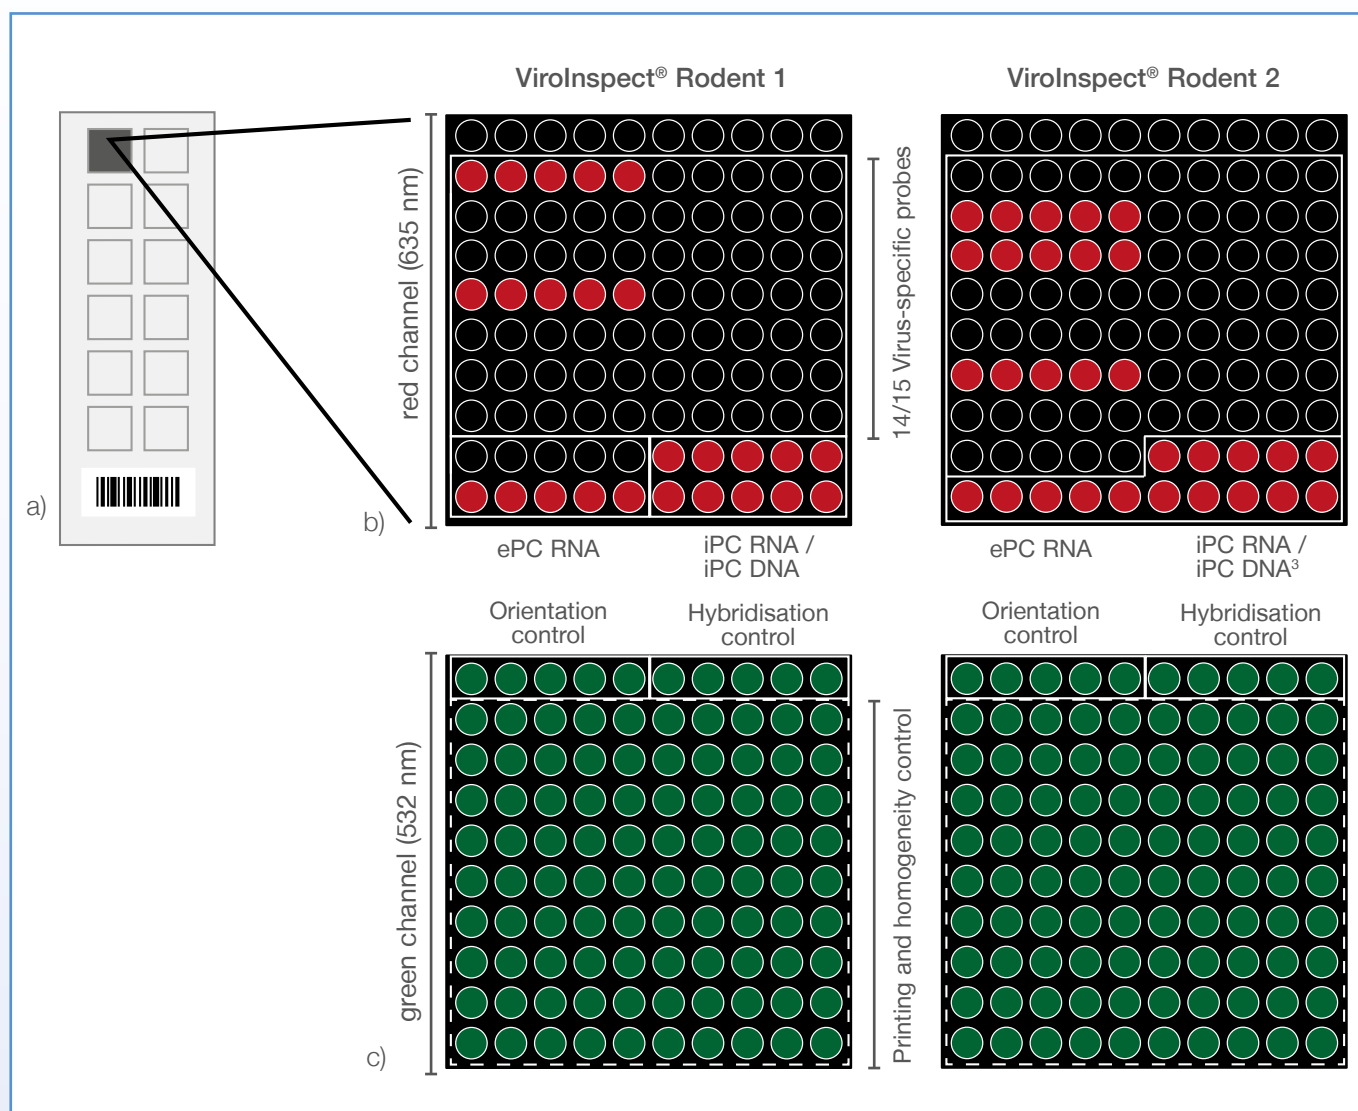 ViroInspect® Rodent 1
ViroInspect® Rodent 2
red channel (635 nm)
14/15 Virus-specific probes
a)
b)
ePC RNA
iPC RNA /
iPC DNA
ePC RNA
iPC RNA /
iPC DNA³
Orientation
control
Hybridisation
control
Orientation
control
Hybridisation
control
green channel (532 nm)
Printing and homogeneity control
c)